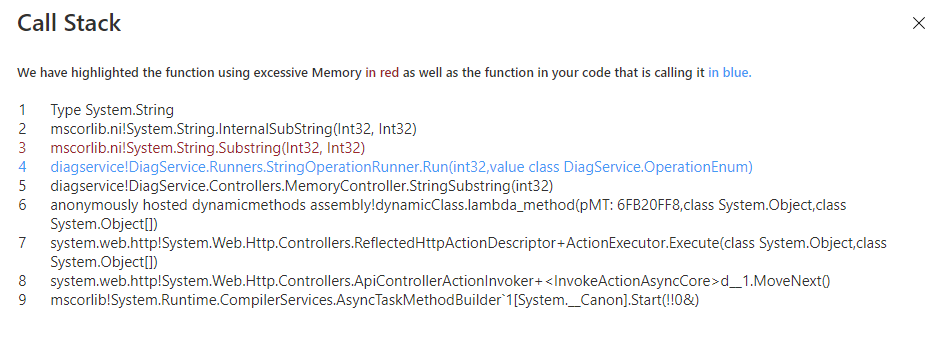 Call Stack
We have highlighted the function using excessive Memory in red as well as the function in your code that is calling it in blue.
1 Type System.String
2 mscorlib.ni!System.String.InternalSubString(Int32, Int32)
3 mscorlib.ni!System.String.Substring(Int32, Int32)
4 diagservice!DiagService.Runners.StringOperationRunner.Run(int32,value class DiagService.OperationEnum)
5 diagservice!DiagService.Controllers.MemoryController.StringSubstring(int32)
6 anonymously hosted dynamicmethods assembly!dynamicClass.lambda_method(pMT: 6FB20FF8,class System.Object,class
System.Object[])
7 system.web.http!System.Web.Http.Controllers.ReflectedHttpActionDescriptor+ActionExecutor.Execute(class System.Object,class
System.Object[])
8 system.web.http!System.Web.Http.Controllers.ApiControllerActionInvoker+<InvokeActionAsyncCore>d__1.MoveNext()
9 mscorlib!System.Runtime.CompilerServices.AsyncTaskMethodBuilder`1[System.__Canon].Start(!!0&)